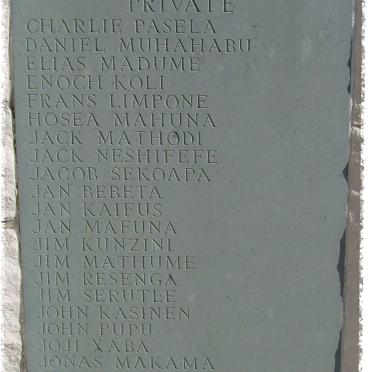 PRIVATE
CHARLIE PASELA
DANIEL MUHAHABU
ELIAS MADUME
ENOCH KOLI
FRANS LIMPONE
HOSEA MAHUNA
JACK MATHODI
JACK NESHIFEFE
JACOB SEKOAPA
JAN BEBETA
JAN KAIFUS
JAN MAFUNA
JIM KUNZINI
JIM MATHUME
JIM RESENGA
JIM SERUTLE
JOHN KASINEN
JOHN PUPU
JOJI XABA
JONAS MAKAMA